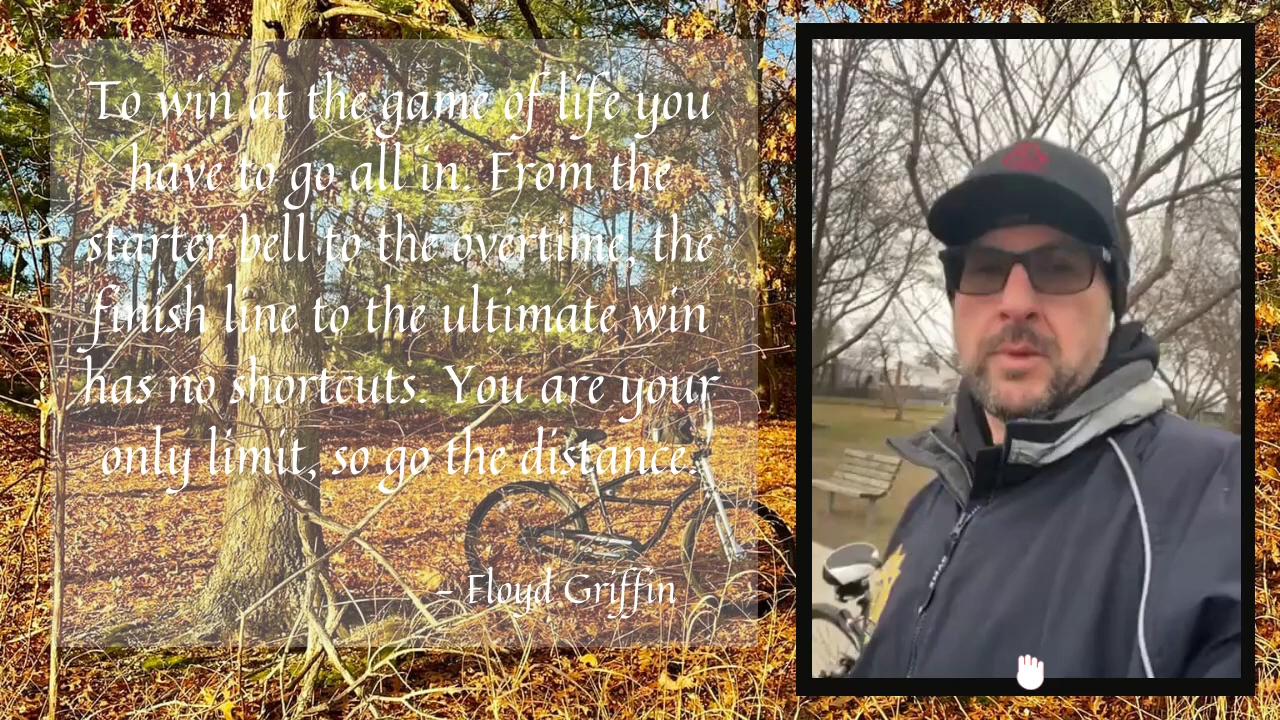 To win at the game of life you
have to go all in. From the
starter bell to the overtime, the
finish line to the ultimate win
has no shortcuts. You are your
only limit, so go the distance.
- Floyd Griffin